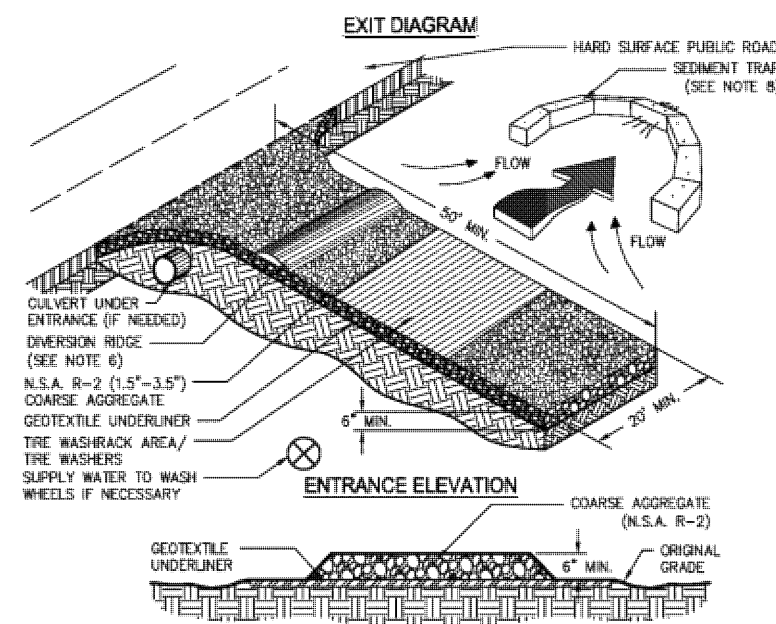 EXIT DIAGRAM
HARD SURFACE PUBLIC ROAD
SEDIMENT TRAP
(SEE NOTE 8)
FLOW
50' MIN.
FLOW
CULVERT UNDER
ENTRANCE (IF NEEDED)
DIVERSION RIDGE
(SEE NOTE 6)
N.S.A. R-2 (1.5"-3.5")
COARSE AGGREGATE
GEOTEXTILE UNDERLINER
TIRE WASHRACK AREA/
TIRE WASHERS
SUPPLY WATER TO WASH
WHEELS IF NECESSARY
6" MIN.
20' MIN.
ENTRANCE ELEVATION
COARSE AGGREGATE
(N.S.A. R-2)
GEOTEXTILE
UNDERLINER
6" MIN.
ORIGINAL
GRADE